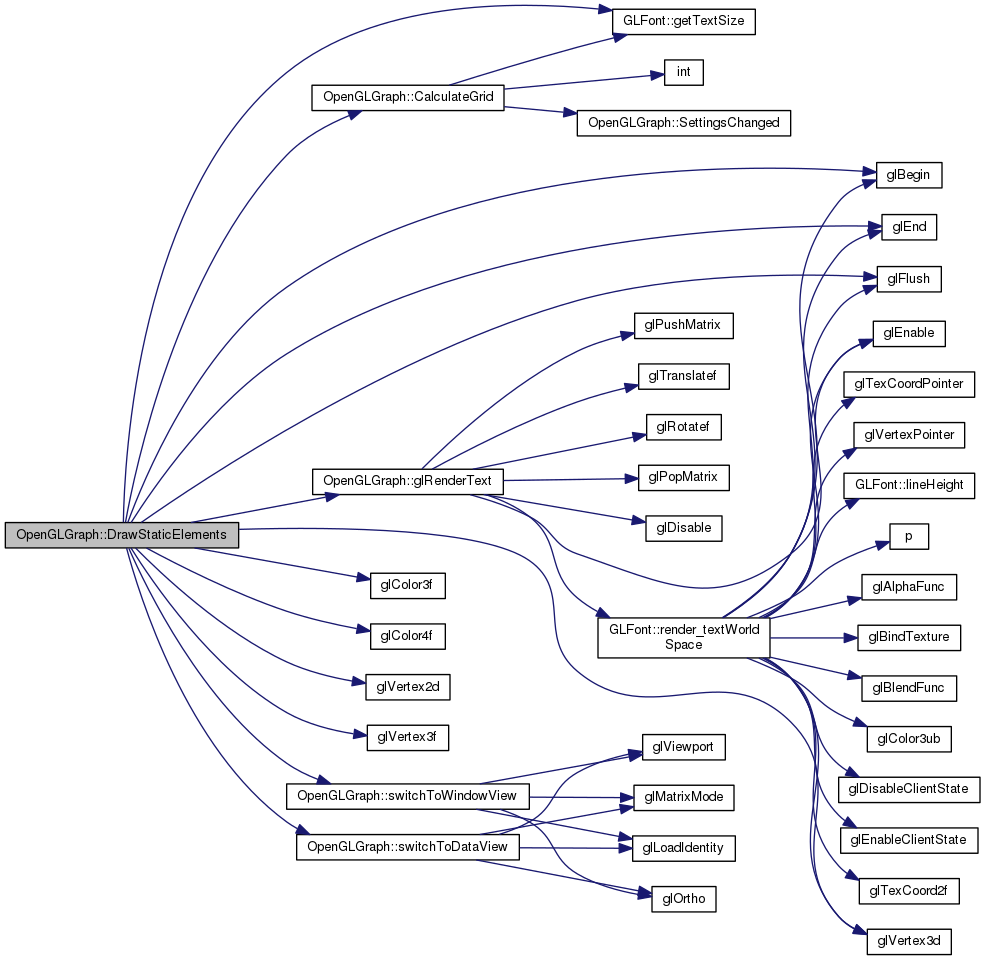 GLFont::getTextSize
int
OpenGLGraph::CalculateGrid
OpenGLGraph::SettingsChanged
glBegin
glEnd
glFlush
glPushMatrix
glEnable
glTranslatef
glTexCoordPointer
glRotatef
glVertexPointer
OpenGLGraph::glRenderText
glPopMatrix
GLFont::lineHeight
glDisable
OpenGLGraph::DrawStaticElements
p
glColor3f
glAlphaFunc
glColor4f
GLFont::render_textWorld
Space
glBindTexture
glVertex2d
glBlendFunc
glVertex3f
glColor3ub
glViewport
OpenGLGraph::switchToWindowView
glMatrixMode
glDisableClientState
OpenGLGraph::switchToDataView
glLoadIdentity
glEnableClientState
glOrtho
glTexCoord2f
glVertex3d